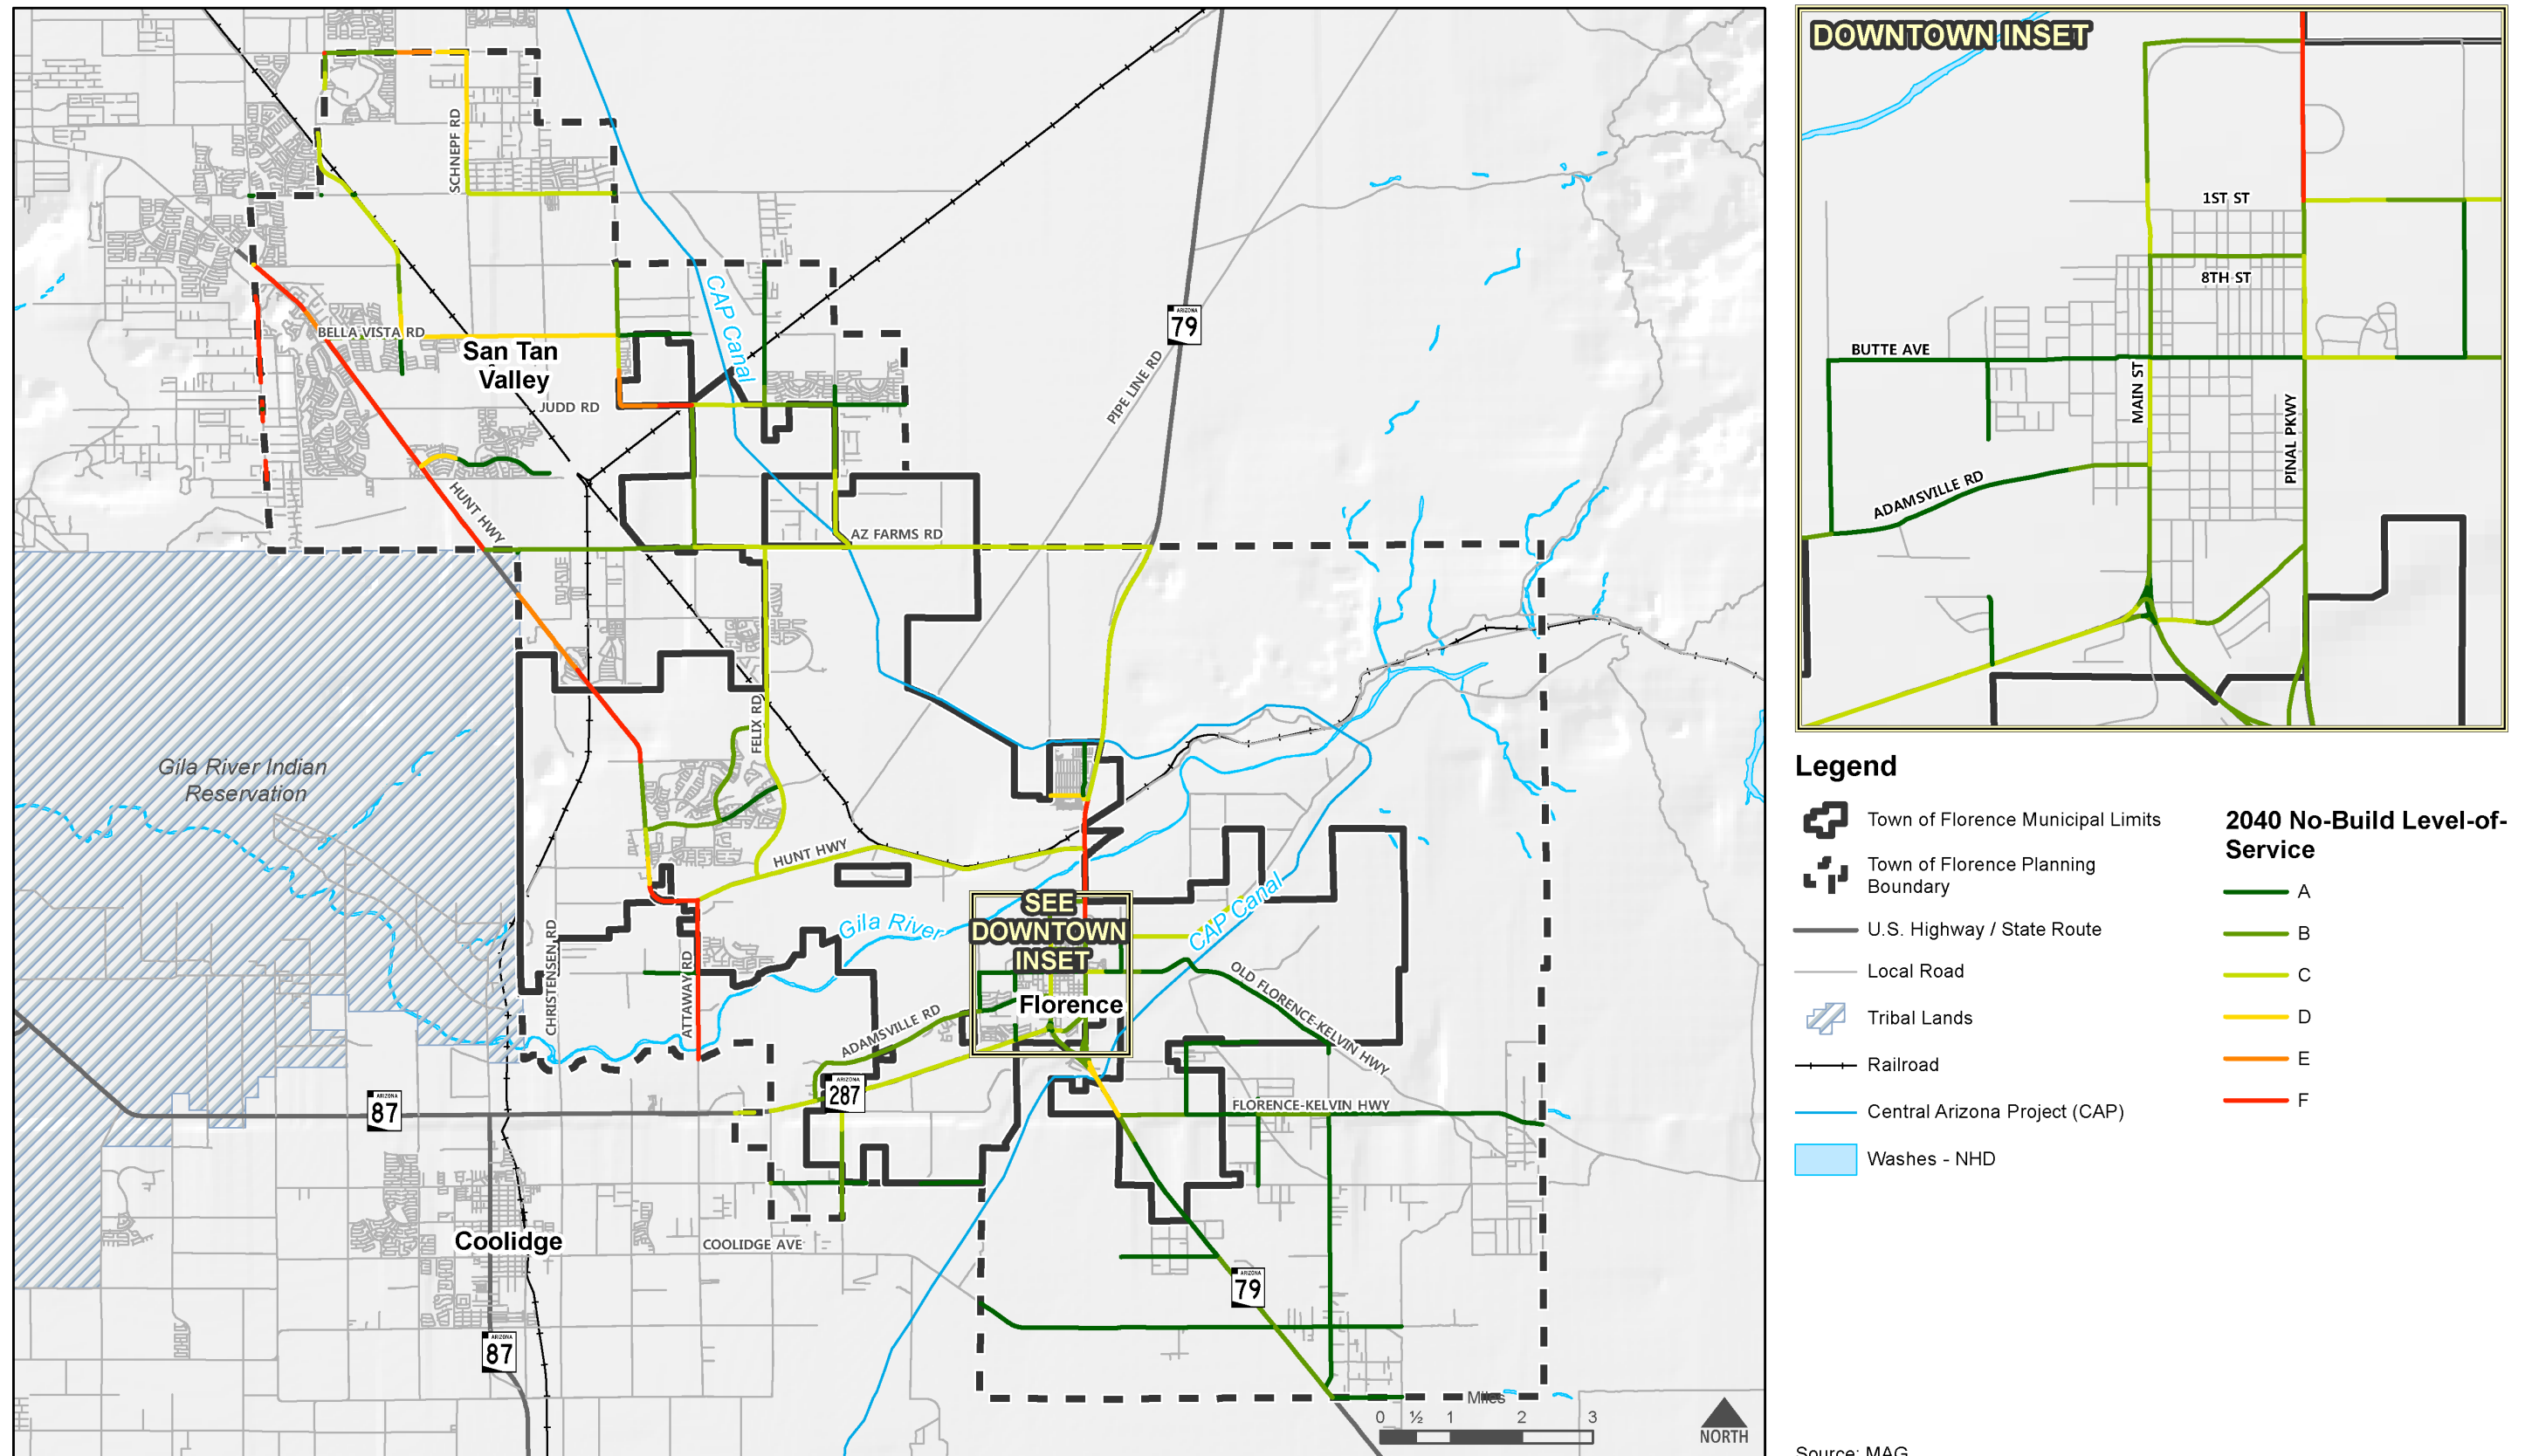 SCHNEPF RD
BELLA VISTA RD
San Tan
Valley
JUDD RD
CAP Canal
ARIZONA
79
PIPE LINE RD
HUNT HWY
AZ FARMS RD
FELIX RD
Gila River Indian
Reservation
HUNT HWY
SEE
DOWNTOWN
INSET
Gila River
CAP Canal
CHRISTENSEN RD
ATTAWAY RD
Florence
OLD FLORENCE-KELVIN HWY
ADAMSVILLE RD
ARIZONA
287
ARIZONA
87
FLORENCE-KELVIN HWY
Coolidge
COOLIDGE AVE
ARIZONA
79
ARIZONA
87
Miles
0 ½ 1 2 3
NORTH
DOWNTOWN INSET
1ST ST
8TH ST
BUTTE AVE
MAIN ST
PINAL PKWY
ADAMSVILLE RD
Legend
Town of Florence Municipal Limits
Town of Florence Planning
Boundary
U.S. Highway / State Route
Local Road
Tribal Lands
Railroad
Central Arizona Project (CAP)
Washes - NHD
2040 No-Build Level-of-
Service
A
B
C
D
E
F
Source: MAG